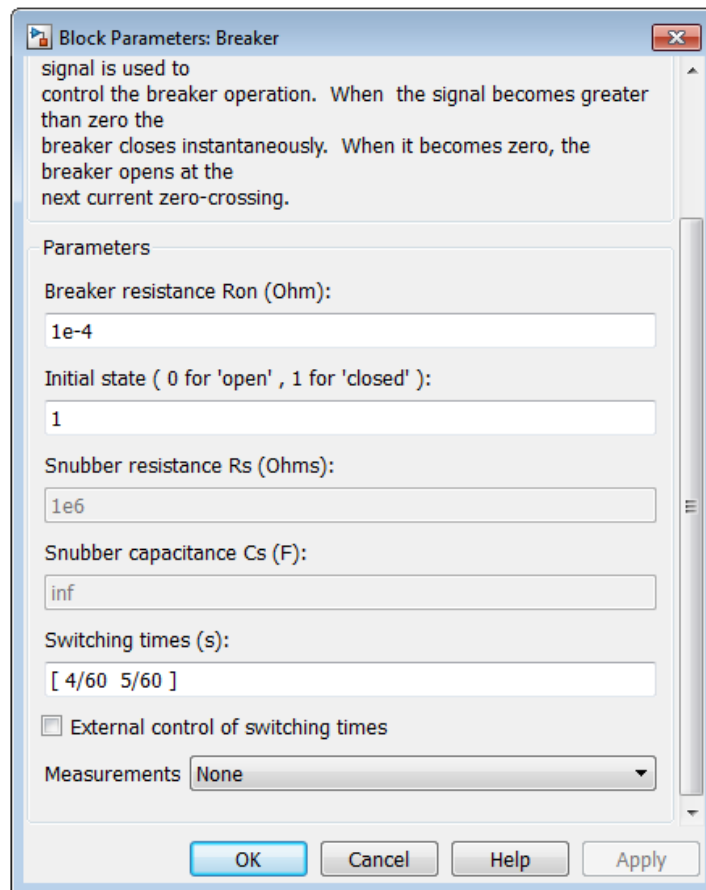 Block Parameters: Breaker
signal is used to
control the breaker operation.  When  the signal becomes greater
than zero the
breaker closes instantaneously.  When it becomes zero, the
breaker opens at the
next current zero-crossing.
Parameters
Breaker resistance Ron (Ohm):
1e-4
Initial state ( 0 for 'open' , 1 for 'closed' ):
1
Snubber resistance Rs (Ohms):
1e6
Snubber capacitance Cs (F):
inf
Switching times (s):
[ 4/60  5/60 ]
External control of switching times
Measurements None
OK Cancel Help Apply